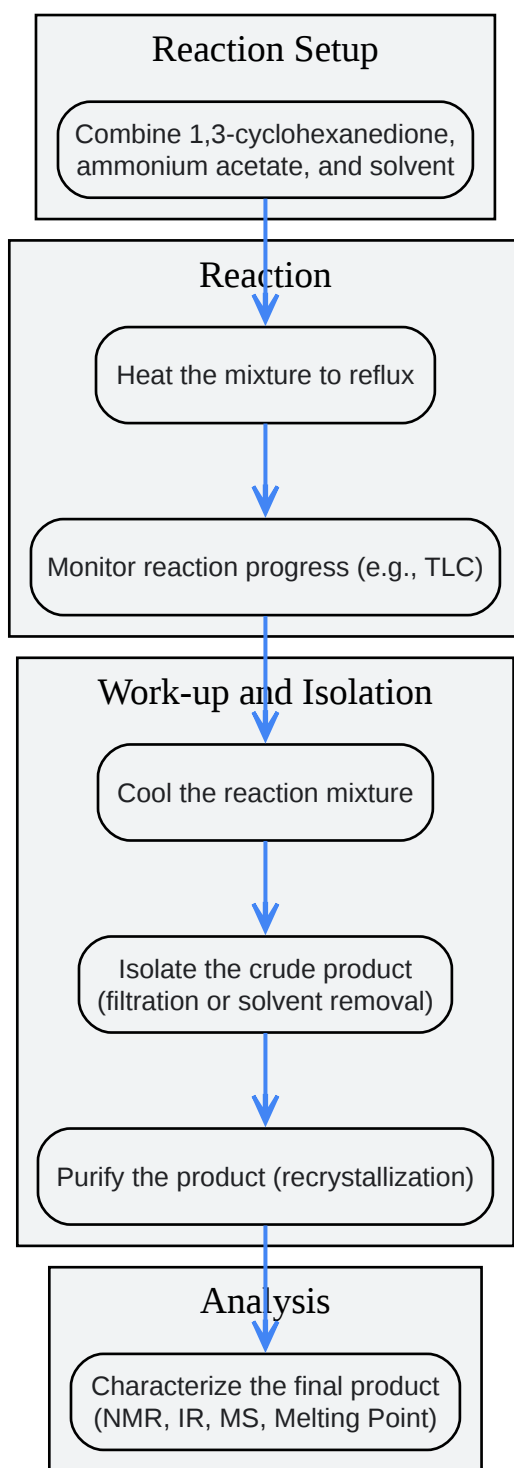 Reaction Setup
Combine 1,3-cyclohexanedione,
ammonium acetate, and solvent
Reaction
Heat the mixture to reflux
Monitor reaction progress (e.g., TLC)
Work-up and Isolation
Cool the reaction mixture
Isolate the crude product
(filtration or solvent removal)
Purify the product (recrystallization)
Analysis
Characterize the final product
(NMR, IR, MS, Melting Point)